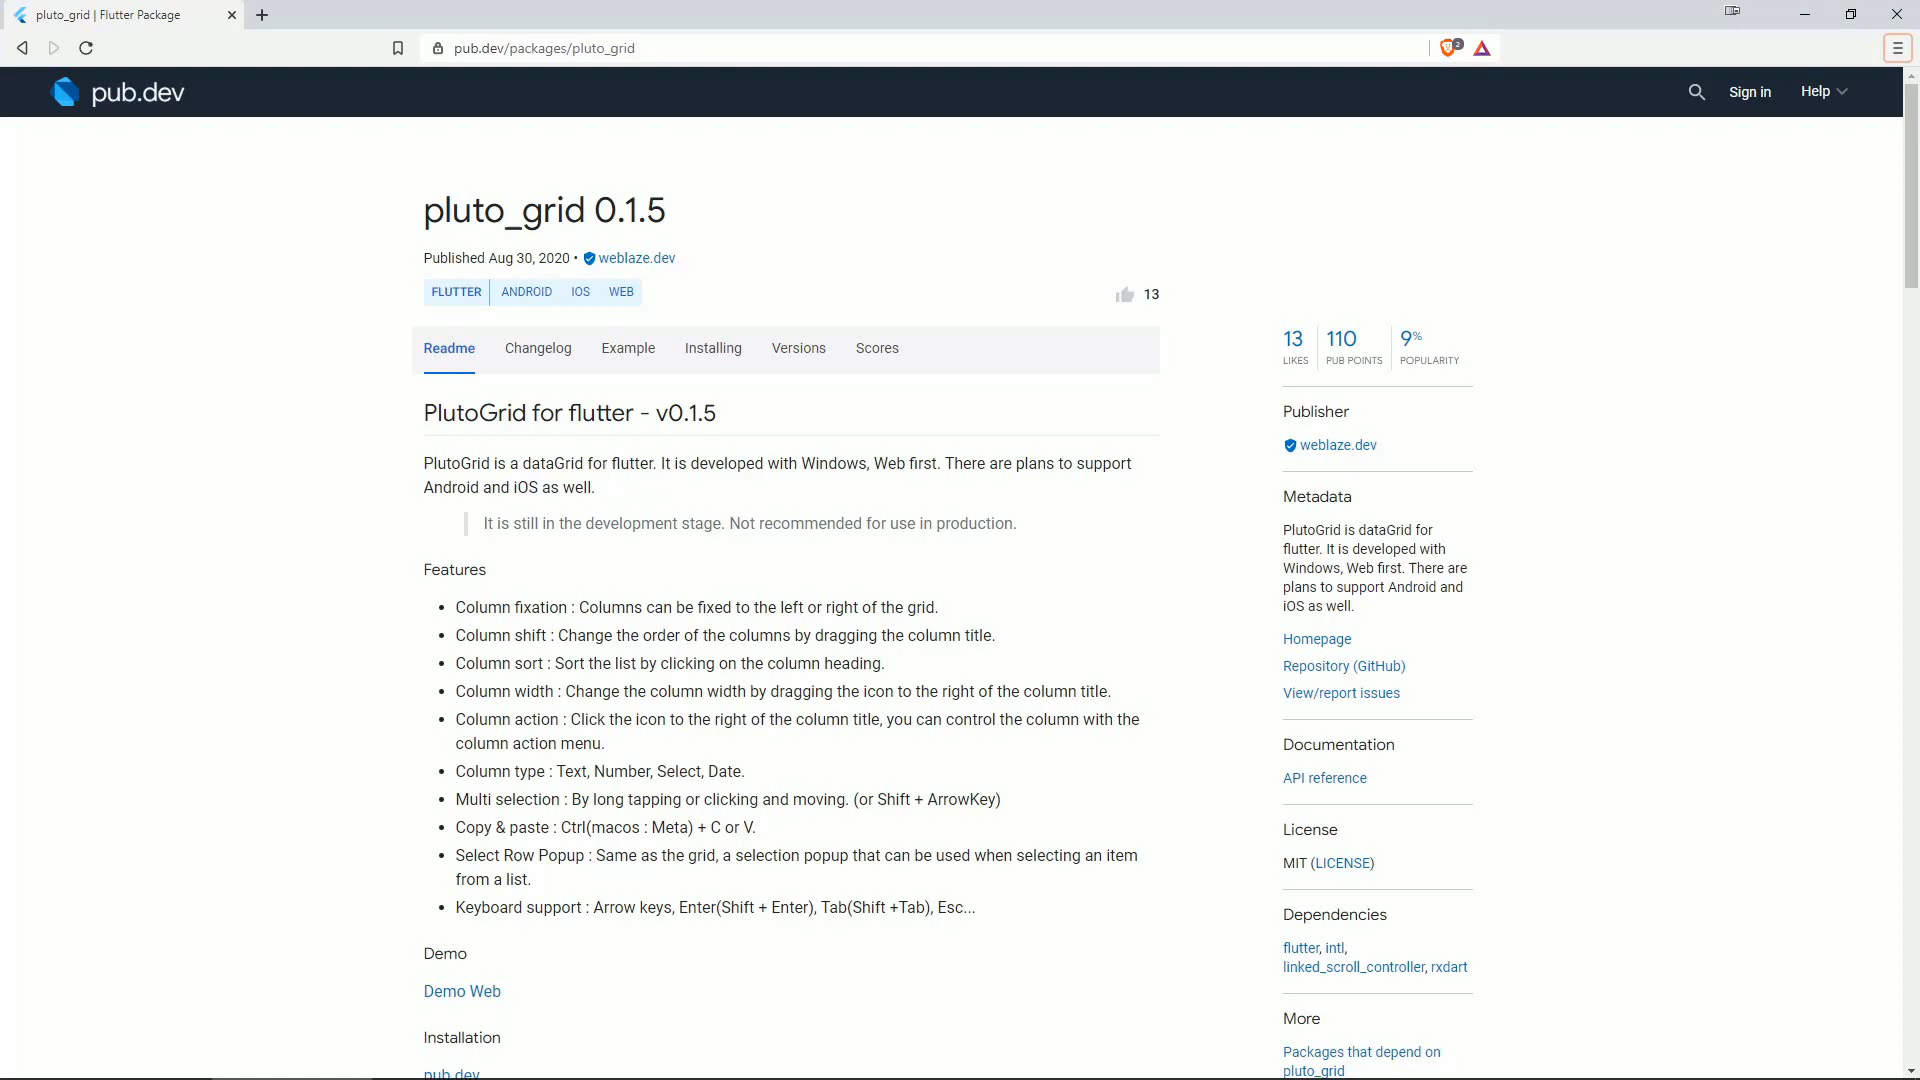 pluto_grid | Flutter Package
pub.dev/packages/pluto_grid
2
pub.dev
Sign in
Help
pluto_grid 0.1.5
Published Aug 30, 2020 • weblaze.dev
FLUTTER ANDROID IOS WEB
13
Readme Changelog Example Installing Versions Scores
PlutoGrid for flutter - v0.1.5
PlutoGrid is a dataGrid for flutter. It is developed with Windows, Web first. There are plans to support
Android and iOS as well.
It is still in the development stage. Not recommended for use in production.
Features
• Column fixation : Columns can be fixed to the left or right of the grid.
• Column shift : Change the order of the columns by dragging the column title.
• Column sort : Sort the list by clicking on the column heading.
• Column width : Change the column width by dragging the icon to the right of the column title.
• Column action : Click the icon to the right of the column title, you can control the column with the
column action menu.
• Column type : Text, Number, Select, Date.
• Multi selection : By long tapping or clicking and moving. (or Shift + ArrowKey)
• Copy & paste : Ctrl(macos : Meta) + C or V.
• Select Row Popup : Same as the grid, a selection popup that can be used when selecting an item
from a list.
• Keyboard support : Arrow keys, Enter(Shift + Enter), Tab(Shift +Tab), Esc...
Demo
Demo Web
Installation
pub.dev
13 110 9%
LIKES PUB POINTS POPULARITY
Publisher
weblaze.dev
Metadata
PlutoGrid is dataGrid for
flutter. It is developed with
Windows, Web first. There are
plans to support Android and
iOS as well.
Homepage
Repository (GitHub)
View/report issues
Documentation
API reference
License
MIT (LICENSE)
Dependencies
flutter, intl,
linked_scroll_controller, rxdart
More
Packages that depend on
pluto_grid